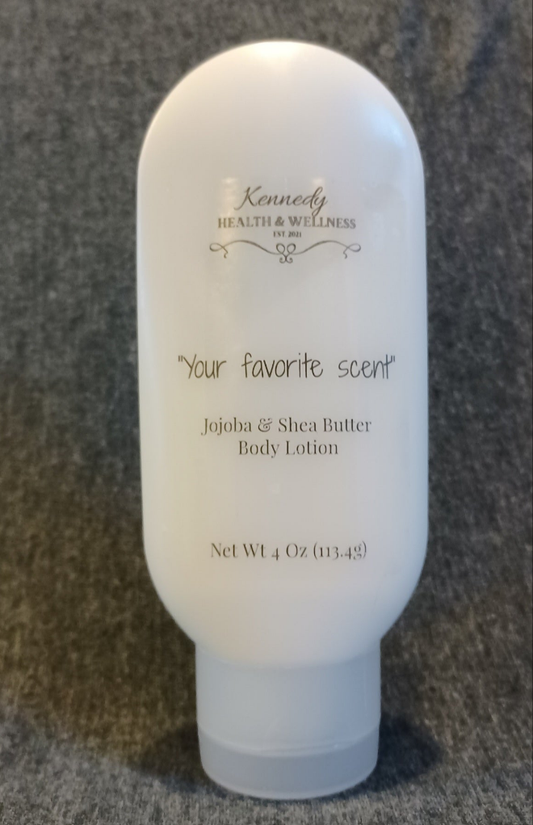 Kennedy
HEALTH & WELLNESS
EST. 2021
"Your favorite scent"
Jojoba & Shea Butter
Body Lotion
Net Wt 4 Oz (113.4g)